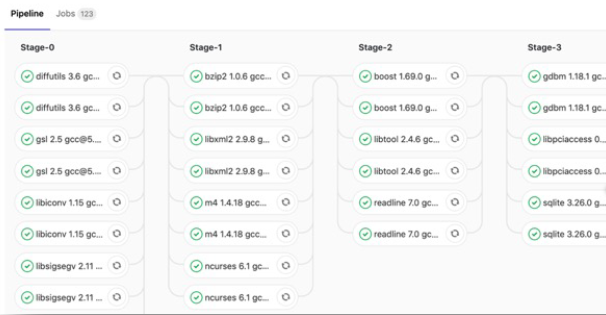 Pipeline Jobs 123
Stage-0 Stage-1 Stage-2 Stage-3
diffutils 3.6 gc... bzip2 1.0.6 gcc... boost 1.69.0 g... gdbm 1.18.1 gc...
diffutils 3.6 gc... bzip2 1.0.6 gcc... boost 1.69.0 g... gdbm 1.18.1 gc...
gsl 2.5 gcc@5.... libxml2 2.9.8 g... libtool 2.4.6 gc... libpciaccess 0...
gsl 2.5 gcc@5.... libxml2 2.9.8 g... libtool 2.4.6 gc... libpciaccess 0...
libiconv 1.15 gc... m4 1.4.18 gcc... readline 7.0 gc... sqlite 3.26.0 g...
libiconv 1.15 gc... m4 1.4.18 gcc... readline 7.0 gc... sqlite 3.26.0 g...
libsigsegv 2.11 ... ncurses 6.1 gc...
libsigsegv 2.11 ... ncurses 6.1 gc...